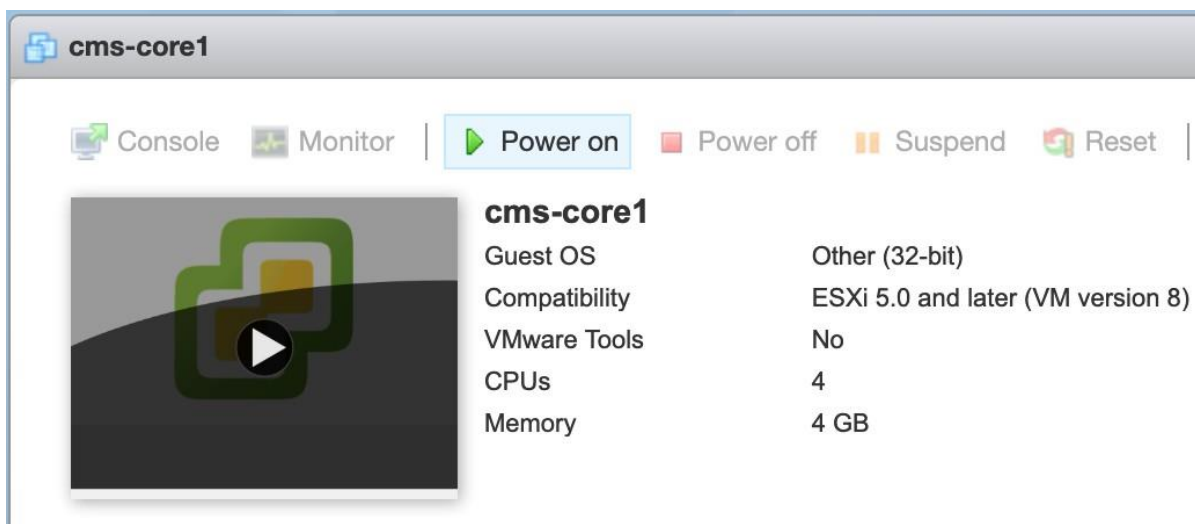 cms-core1
Console Monitor | Power on Power off Suspend Reset |
cms-core1
Guest OS Other (32-bit)
Compatibility ESXi 5.0 and later (VM version 8)
VMware Tools No
CPUs 4
Memory 4 GB